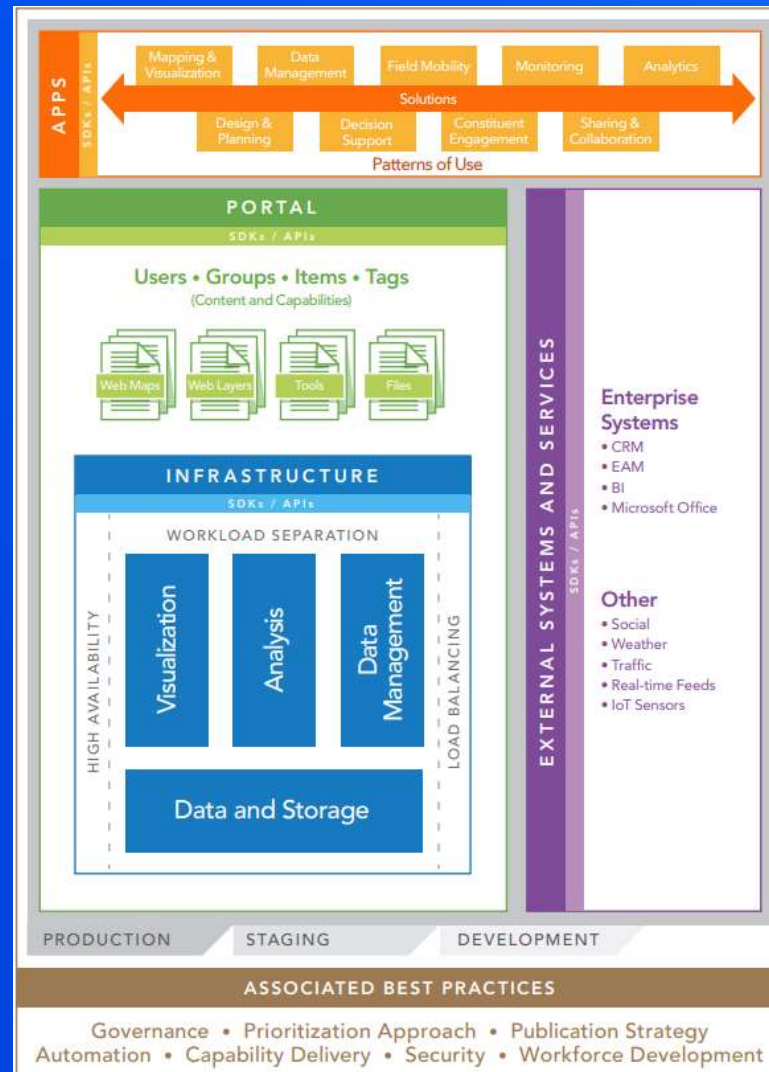 APPS
SDKs / APIs
Mapping &
Visualization
Data
Management
Field Mobility
Monitoring
Analytics
Solutions
Design &
Planning
Decision
Support
Constituent
Engagement
Sharing &
Collaboration
Patterns of Use
PORTAL
SDKs / APIs
Users • Groups • Items • Tags
(Content and Capabilities)
Web Maps
Web Layers
Tools
Files
INFRASTRUCTURE
SDKs / APIs
WORKLOAD SEPARATION
HIGH AVAILABILITY
Visualization
Analysis
Data
Management
LOAD BALANCING
Data and Storage
EXTERNAL SYSTEMS AND SERVICES
SDKs / APIs
Enterprise
Systems
• CRM
• EAM
• BI
• Microsoft Office
Other
• Social
• Weather
• Traffic
• Real-time Feeds
• IoT Sensors
PRODUCTION
STAGING
DEVELOPMENT
ASSOCIATED BEST PRACTICES
Governance • Prioritization Approach • Publication Strategy
Automation • Capability Delivery • Security • Workforce Development